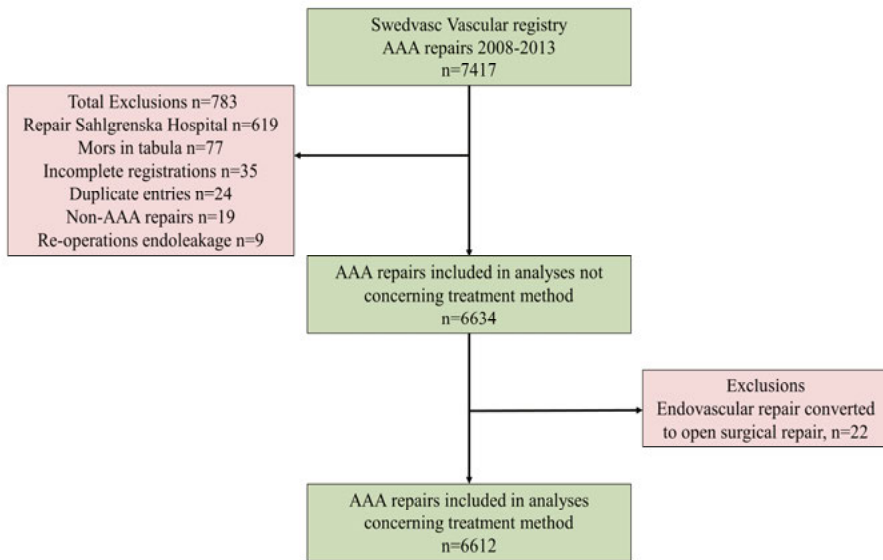 Swedvasc Vascular registry
AAA repairs 2008-2013
n=7417
Total Exclusions n=783
Repair Sahlgrenska Hospital n=619
Mors in tabula n=77
Incomplete registrations n=35
Duplicate entries n=24
Non-AAA repairs n=19
Re-operations endoleakage n=9
AAA repairs included in analyses not
concerning treatment method
n=6634
Exclusions
Endovascular repair converted
to open surgical repair, n=22
AAA repairs included in analyses
concerning treatment method
n=6612